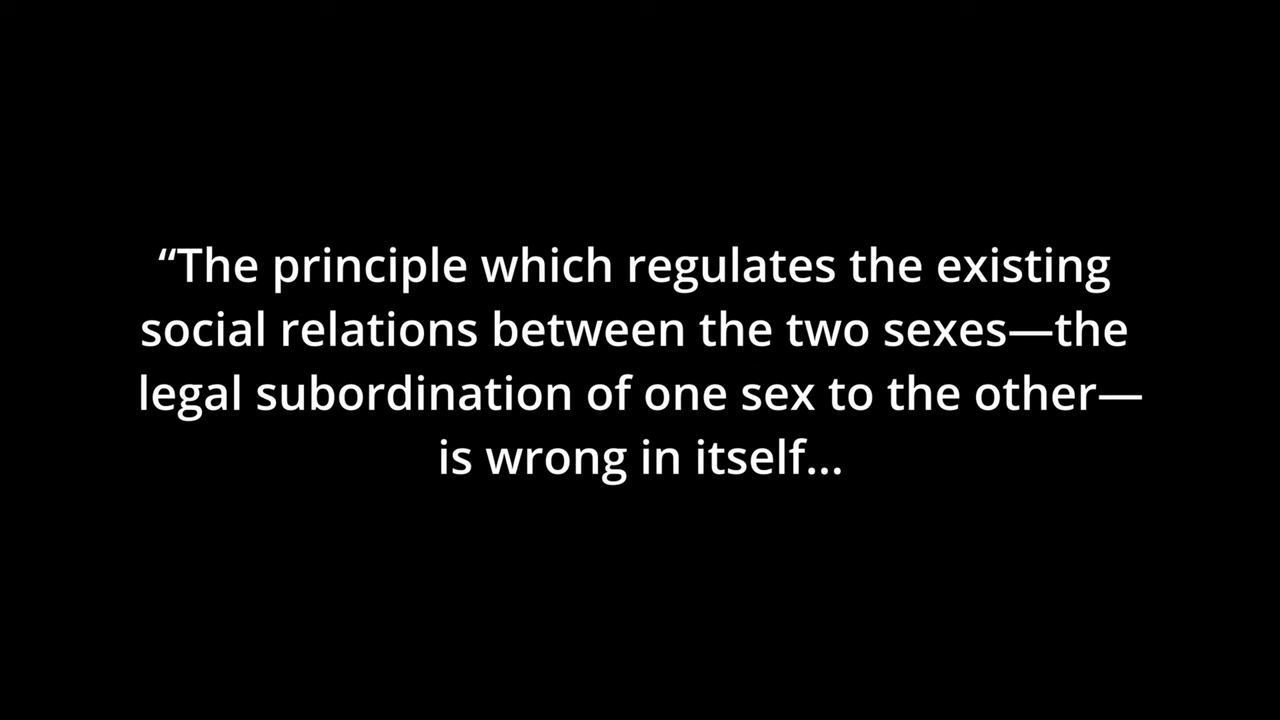 “The principle which regulates the existing
social relations between the two sexes—the
legal subordination of one sex to the other—
is wrong in itself...